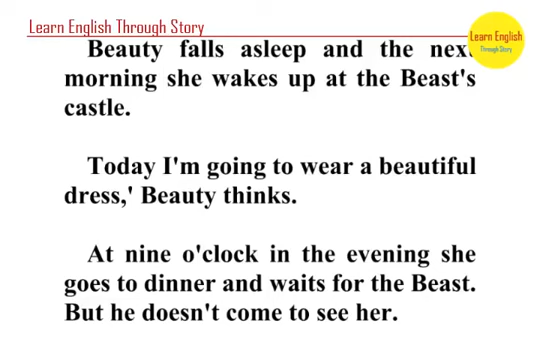 Learn English Through Story
Learn English
Through Story
Beauty falls asleep and the next
morning she wakes up at the Beast's
castle.
Today I'm going to wear a beautiful
dress,' Beauty thinks.
At nine o'clock in the evening she
goes to dinner and waits for the Beast.
But he doesn't come to see her.